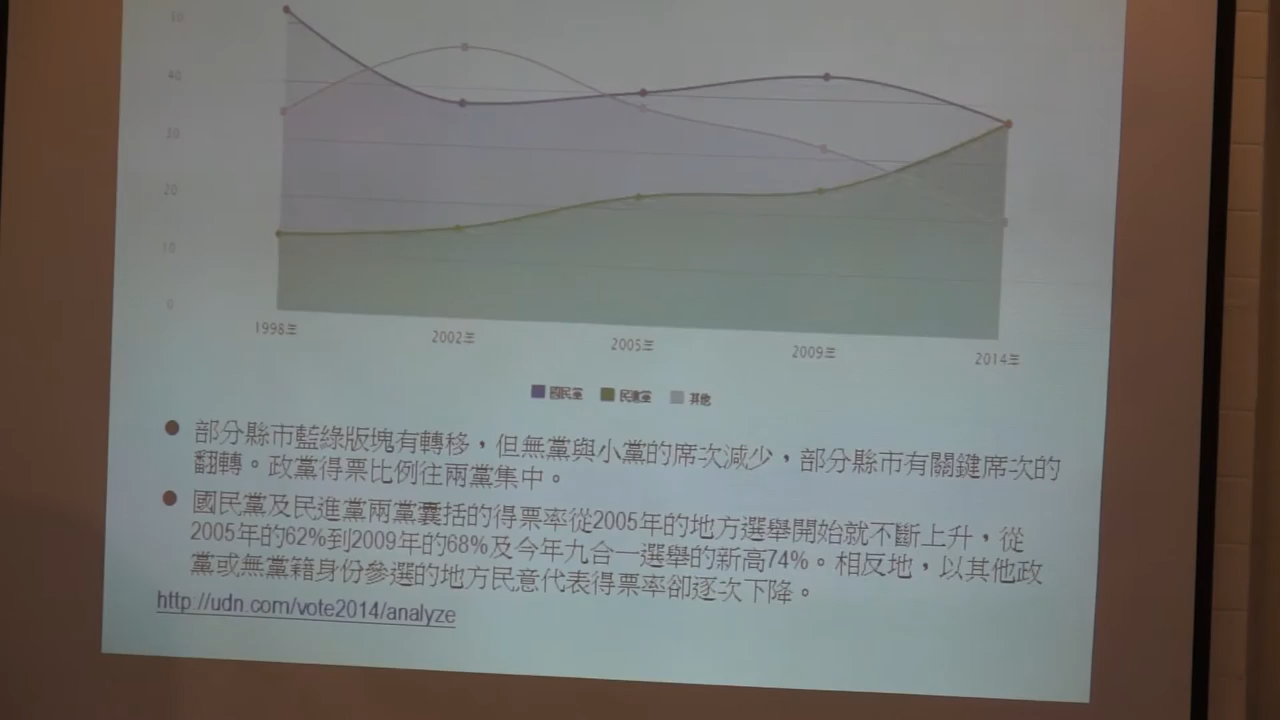 50
40
30
20
10
0
1998年
2002年
2005年
2009年
2014年
國民黨 民進黨 其他
部分縣市藍綠版塊有轉移，但無黨與小黨的席次減少，部分縣市有關鍵席次的
翻轉。政黨得票比例往兩黨集中。
國民黨及民進黨兩黨囊括的得票率從2005年的地方選舉開始就不斷上升，從
2005年的62%到2009年的68%及今年九合一選舉的新高74%。相反地，以其他政
黨或無黨籍身份參選的地方民意代表得票率卻逐次下降。
http://udn.com/vote2014/analyze